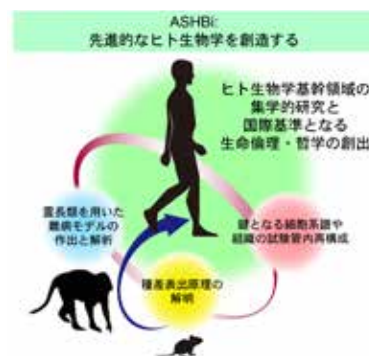 ASHBi:
先進的なヒト生物学を創造する
ヒト生物学基幹領域の
集学的研究と
国際基準となる
生命倫理・哲学の創出
霊長類を用いた
難病モデルの
作出と解析
鍵となる細胞系譜や
組織の試験管内再構成
種差表出原理の
解明